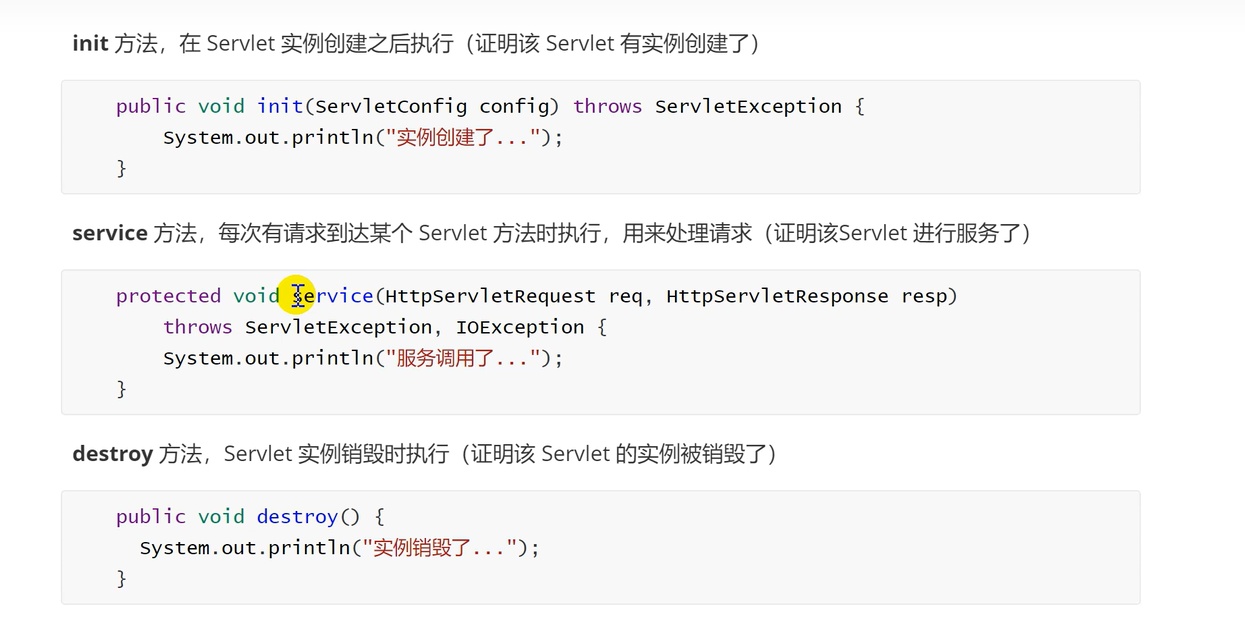 init 方法，在 Servlet 实例创建之后执行（证明该 Servlet 有实例创建了）
public void init(ServletConfig config) throws ServletException {
System.out.println("实例创建了...");
}
service 方法，每次有请求到达某个 Servlet 方法时执行，用来处理请求（证明该Servlet 进行服务了）
protected void service(HttpServletRequest req, HttpServletResponse resp)
throws ServletException, IOException {
System.out.println("服务调用了...");
}
destroy 方法，Servlet 实例销毁时执行（证明该 Servlet 的实例被销毁了）
public void destroy() {
System.out.println("实例销毁了...");
}